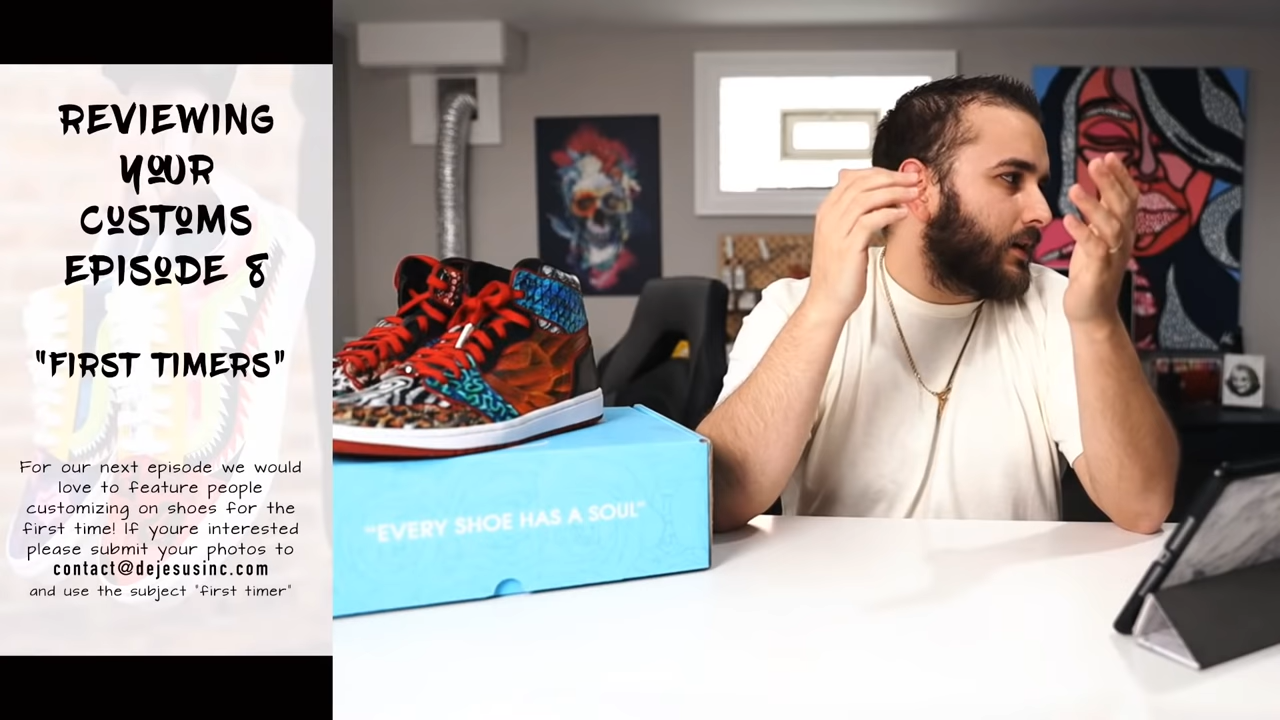 REVIEWING
YOUR
CUSTOMS
EPISODE 8
"FIRST TIMERS"
For our next episode we would
love to feature people
customizing on shoes for the
first time! If youre interested
please submit your photos to
contact@dejesusinc.com
and use the subject "first timer"
"EVERY SHOE HAS A SOUL"